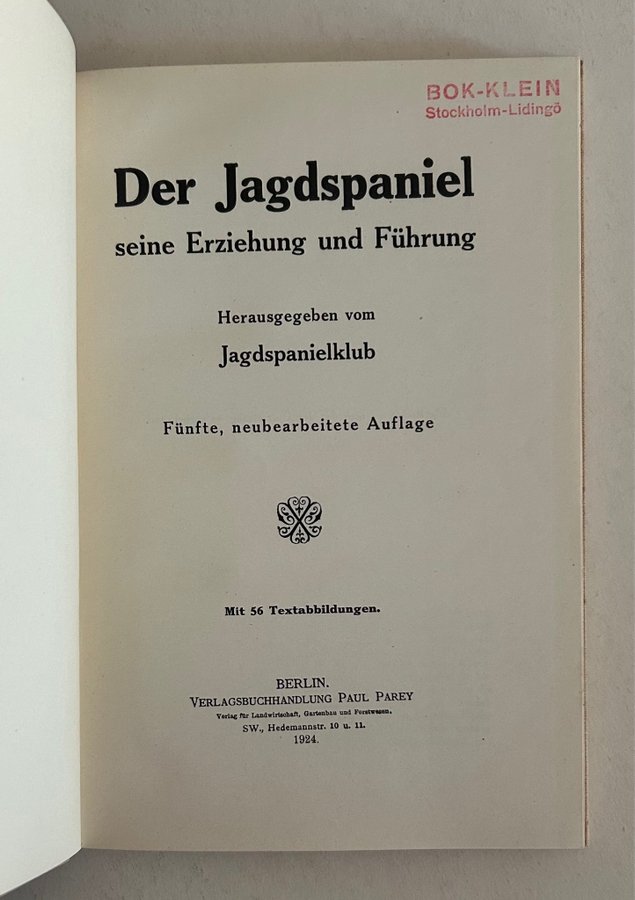 BOK-KLEIN
Stockholm-Lidingö
Der Jagdspaniel
seine Erziehung und Führung
Herausgegeben vom
Jagdspanielklub
Fünfte, neubearbeitete Auflage
Mit 56 Textabbildungen.
BERLIN.
VERLAGSBUCHHANDLUNG PAUL PAREY
Verlag für Landwirtschaft, Gartenbau und Forstwesen.
SW., Hedemannstr. 10 u. 11.
1924.